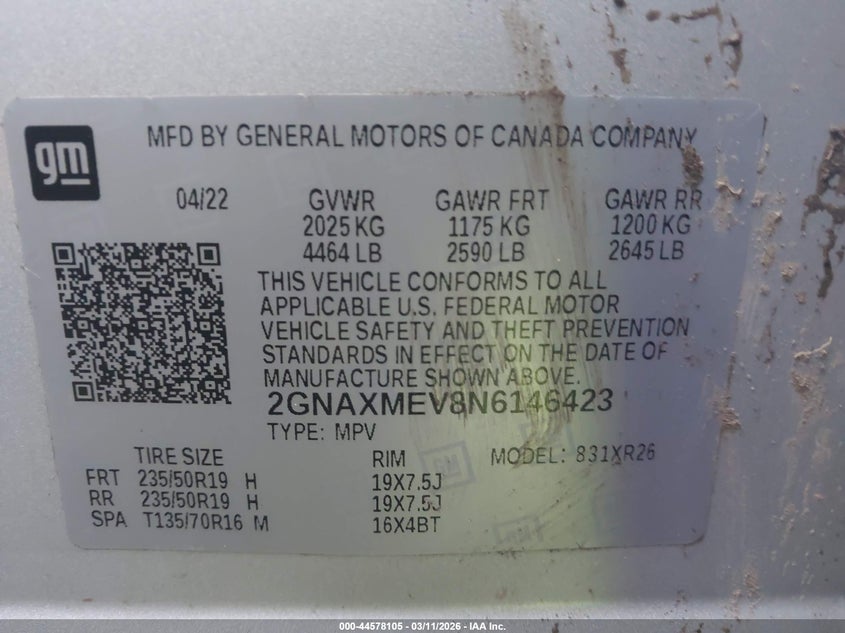 gm
MFD BY GENERAL MOTORS OF CANADA COMPANY
04/22 GVWR GAWR FRT GAWR RR
2025 KG 1175 KG 1200 KG
4464 LB 2590 LB 2645 LB
THIS VEHICLE CONFORMS TO ALL
APPLICABLE U.S. FEDERAL MOTOR
VEHICLE SAFETY AND THEFT PREVENTION
STANDARDS IN EFFECT ON THE DATE OF
MANUFACTURE SHOWN ABOVE.
2GNAXMEV8N6146423
TYPE: MPV
TIRE SIZE RIM MODEL: 831XR26
FRT 235/50R19 H 19X7.5J
RR 235/50R19 H 19X7.5J
SPA T135/70R16 M 16X4BT
000-44578105 - 03/11/2026 - IAA Inc.